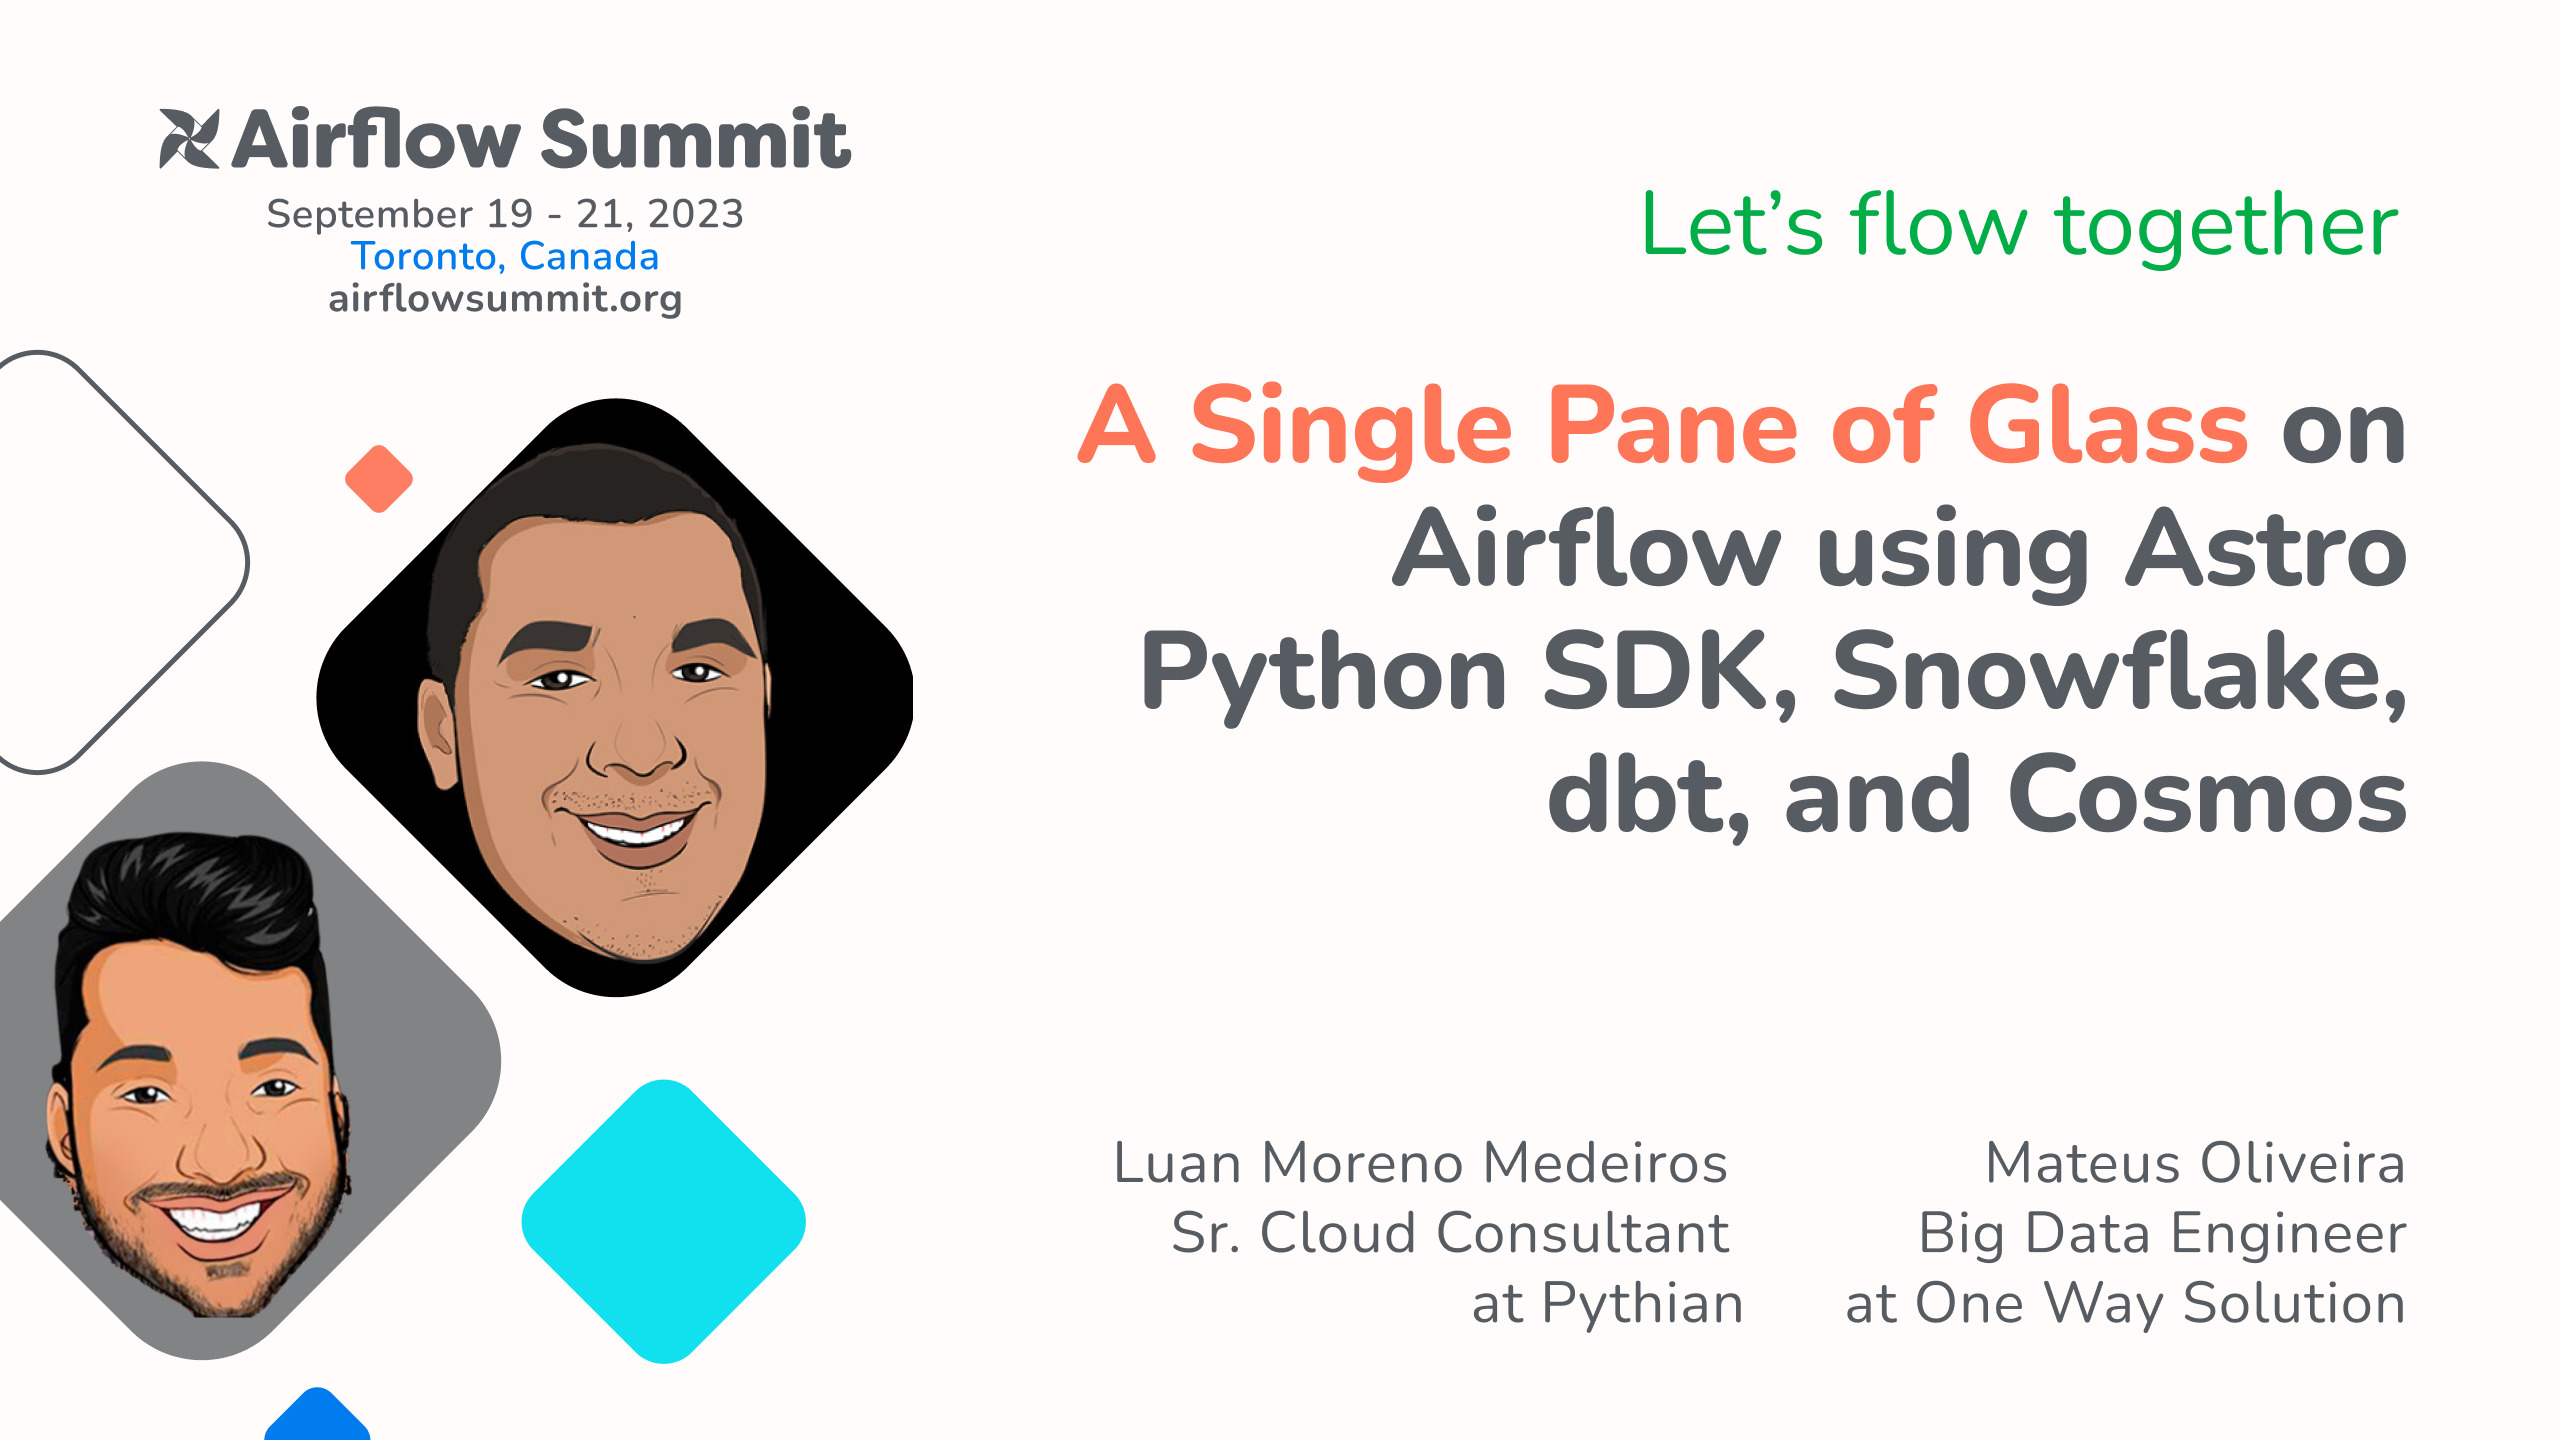 Airflow Summit
September 19 - 21, 2023
Toronto, Canada
airflowsummit.org
Let’s flow together
A Single Pane of Glass on
Airflow using Astro
Python SDK, Snowflake,
dbt, and Cosmos
Luan Moreno Medeiros
Sr. Cloud Consultant
at Pythian
Mateus Oliveira
Big Data Engineer
at One Way Solution